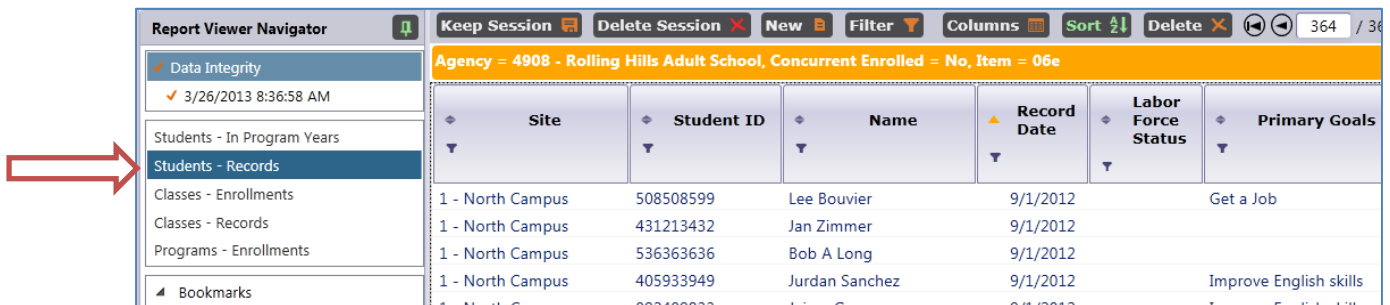 Report Viewer Navigator
Data Integrity
3/26/2013 8:36:58 AM
Students - In Program Years
Students - Records
Classes - Enrollments
Classes - Records
Programs - Enrollments
Bookmarks
Keep Session Delete Session New Filter Columns Sort Delete 364 / 36
Agency = 4908 - Rolling Hills Adult School, Concurrent Enrolled = No, Item = 06e
Site Student ID Name Record Date Labor Force Status Primary Goals
1 - North Campus 508508599 Lee Bouvier 9/1/2012 Get a Job
1 - North Campus 431213432 Jan Zimmer 9/1/2012
1 - North Campus 536363636 Bob A Long 9/1/2012
1 - North Campus 405933949 Jurdan Sanchez 9/1/2012 Improve English skills